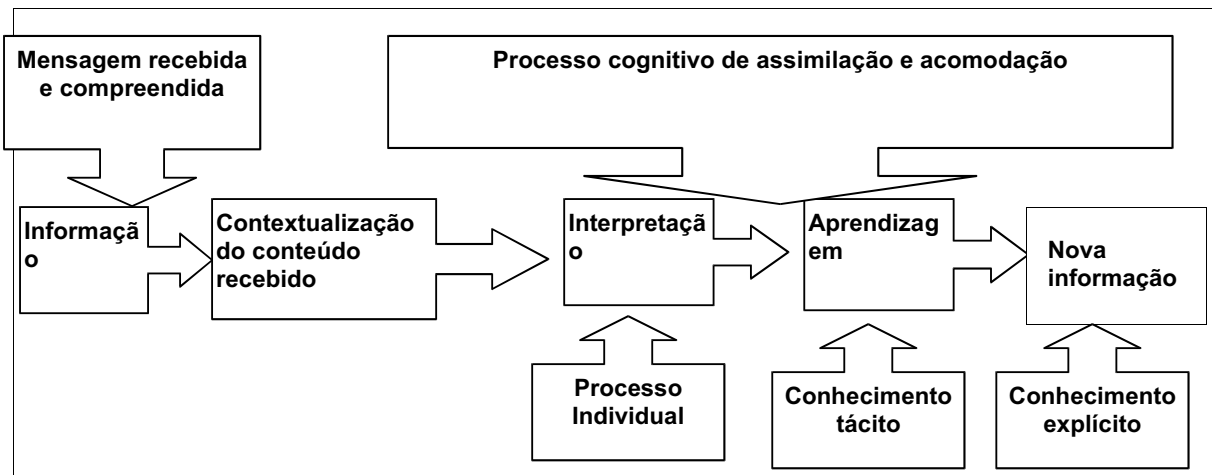 Mensagem recebida
e compreendida
Processo cognitivo de assimilação e acomodação
Informaçã
o
Contextualização
do conteúdo
recebido
Interpretaçã
o
Aprendizag
em
Nova
informação
Processo
Individual
Conhecimento
tácito
Conhecimento
explícito